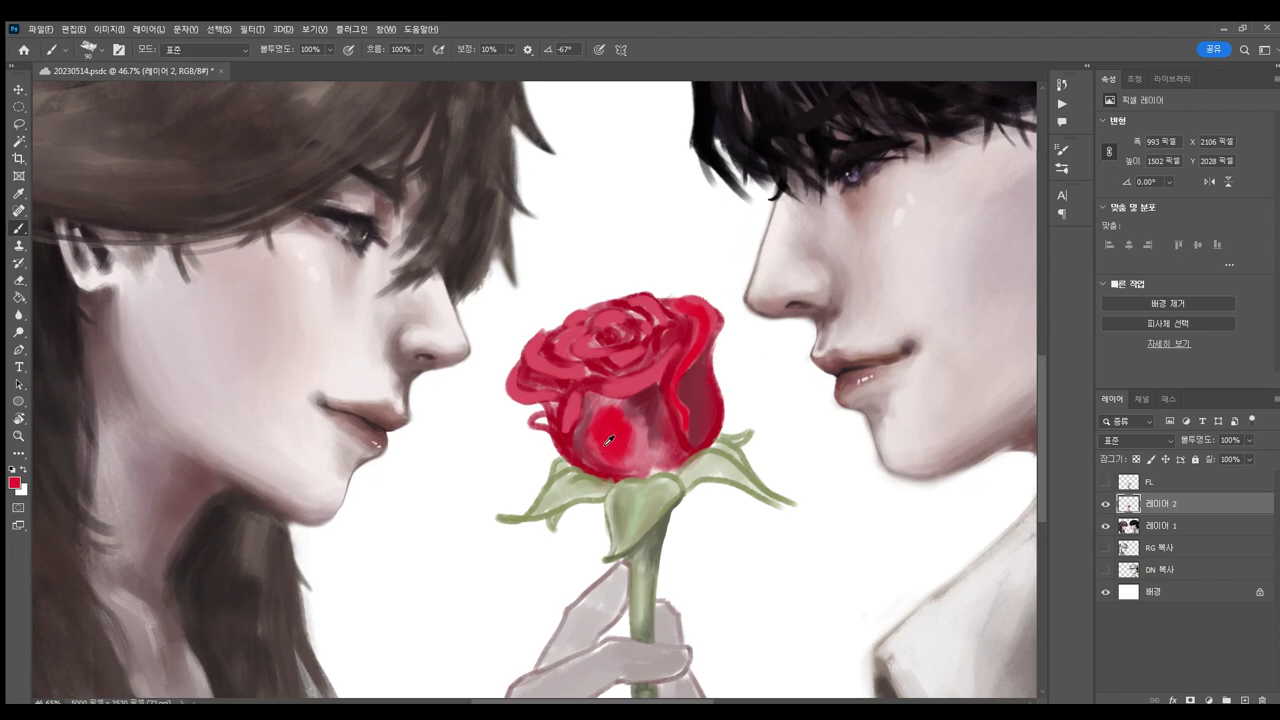 Ps 파일(F) 편집(E) 이미지(I) 레이어(L) 문자(Y) 선택(S) 필터(T) 3D(D) 보기(V) 플러그인 창(W) 도움말(H)
90 모드: 표준 불투명도: 100% 흐름: 100% 보정: 10% -67° 공유
20230514.psdc @ 46.7% (레이어 2, RGB/8#) * ×
속성 조정 라이브러리
픽셀 레이어
변형
폭 993 픽셀 X 2106 픽셀
높이 1502 픽셀 Y 2028 픽셀
0.00°
맞춤 및 분포
맞춤:
빠른 작업
배경 제거
피사체 선택
자세히 보기
레이어 채널 패스
종류
표준 불투명도: 100%
잠그기: 칠: 100%
FL
레이어 2
레이어 1
RG 복사
DN 복사
배경